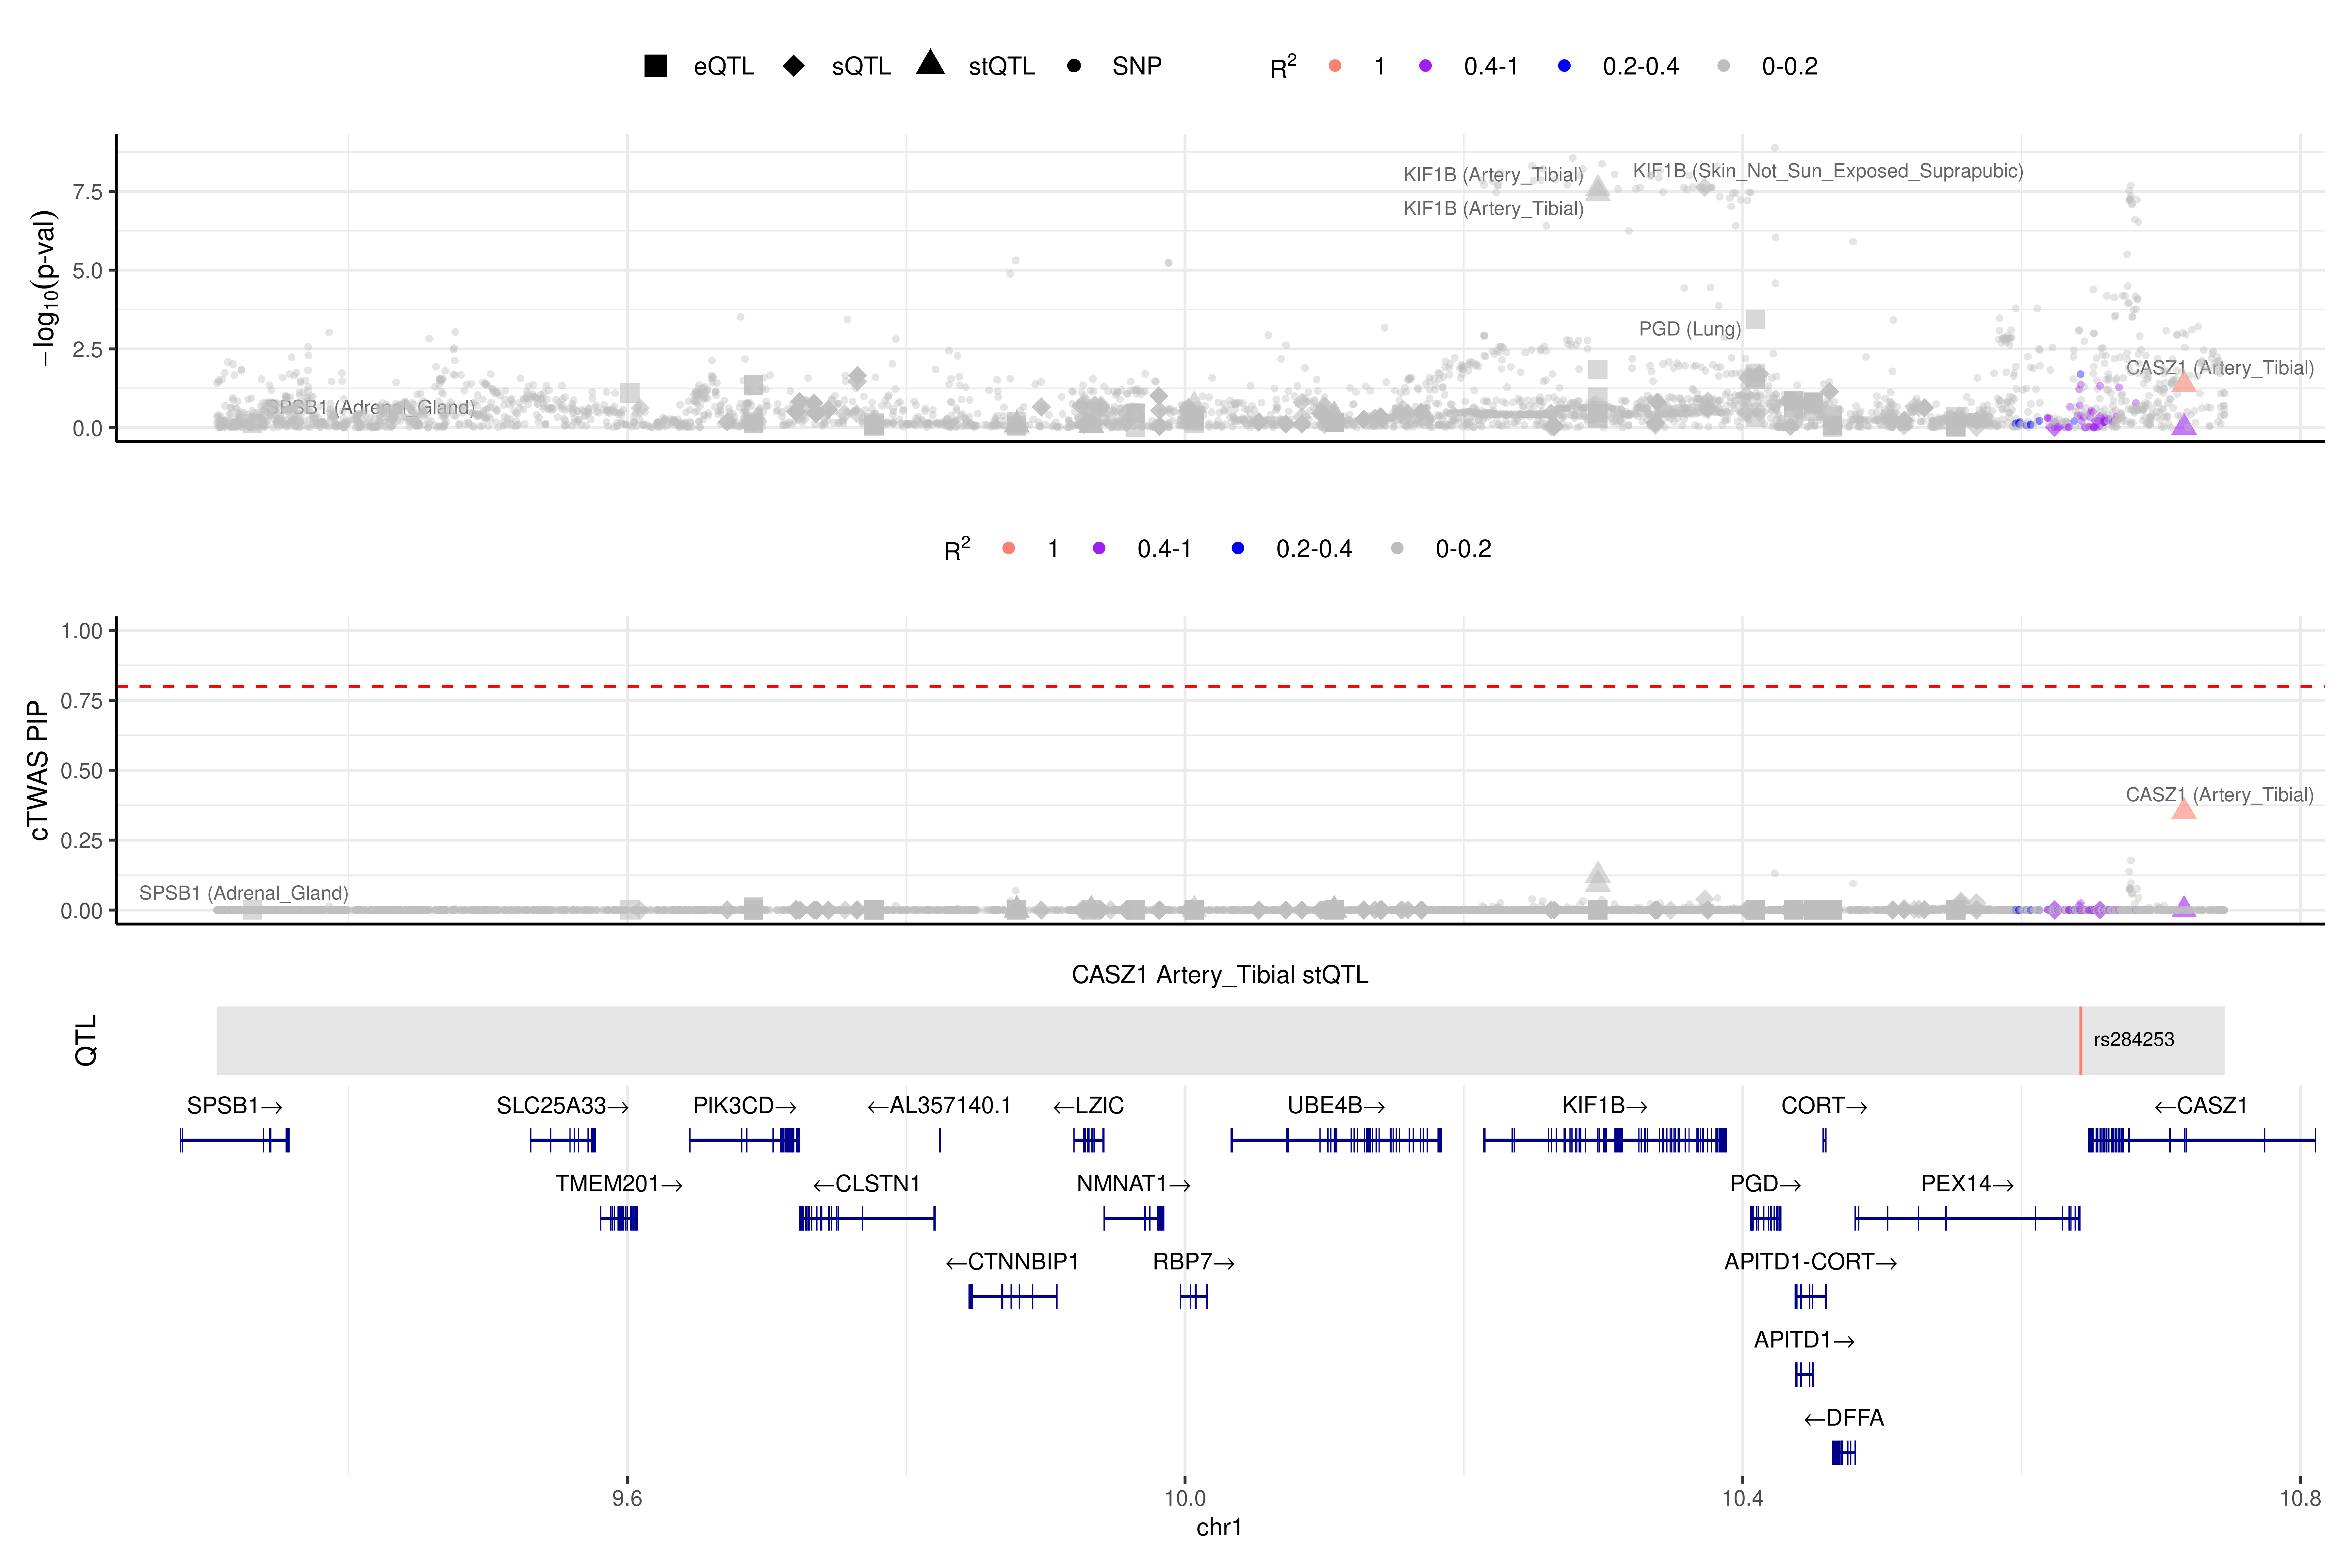 eQTL sQTL stQTL SNP R2 1 0.4-1 0.2-0.4 0-0.2
−log10(p-val)
7.5
5.0
2.5
0.0
KIF1B (Artery_Tibial)
KIF1B (Skin_Not_Sun_Exposed_Suprapubic)
KIF1B (Artery_Tibial)
PGD (Lung)
CASZ1 (Artery_Tibial)
SPSB1 (Adrenal_Gland)
R2 1 0.4-1 0.2-0.4 0-0.2
cTWAS PIP
1.00
0.75
0.50
0.25
0.00
CASZ1 (Artery_Tibial)
SPSB1 (Adrenal_Gland)
CASZ1 Artery_Tibial stQTL
QTL
rs284253
SPSB1→ SLC25A33→ PIK3CD→ ←AL357140.1 ←LZIC UBE4B→ KIF1B→ CORT→ ←CASZ1
TMEM201→ ←CLSTN1 NMNAT1→ PGD→ PEX14→
←CTNNBIP1 RBP7→ APITD1-CORT→
APITD1→
←DFFA
9.6 10.0 10.4 10.8
chr1